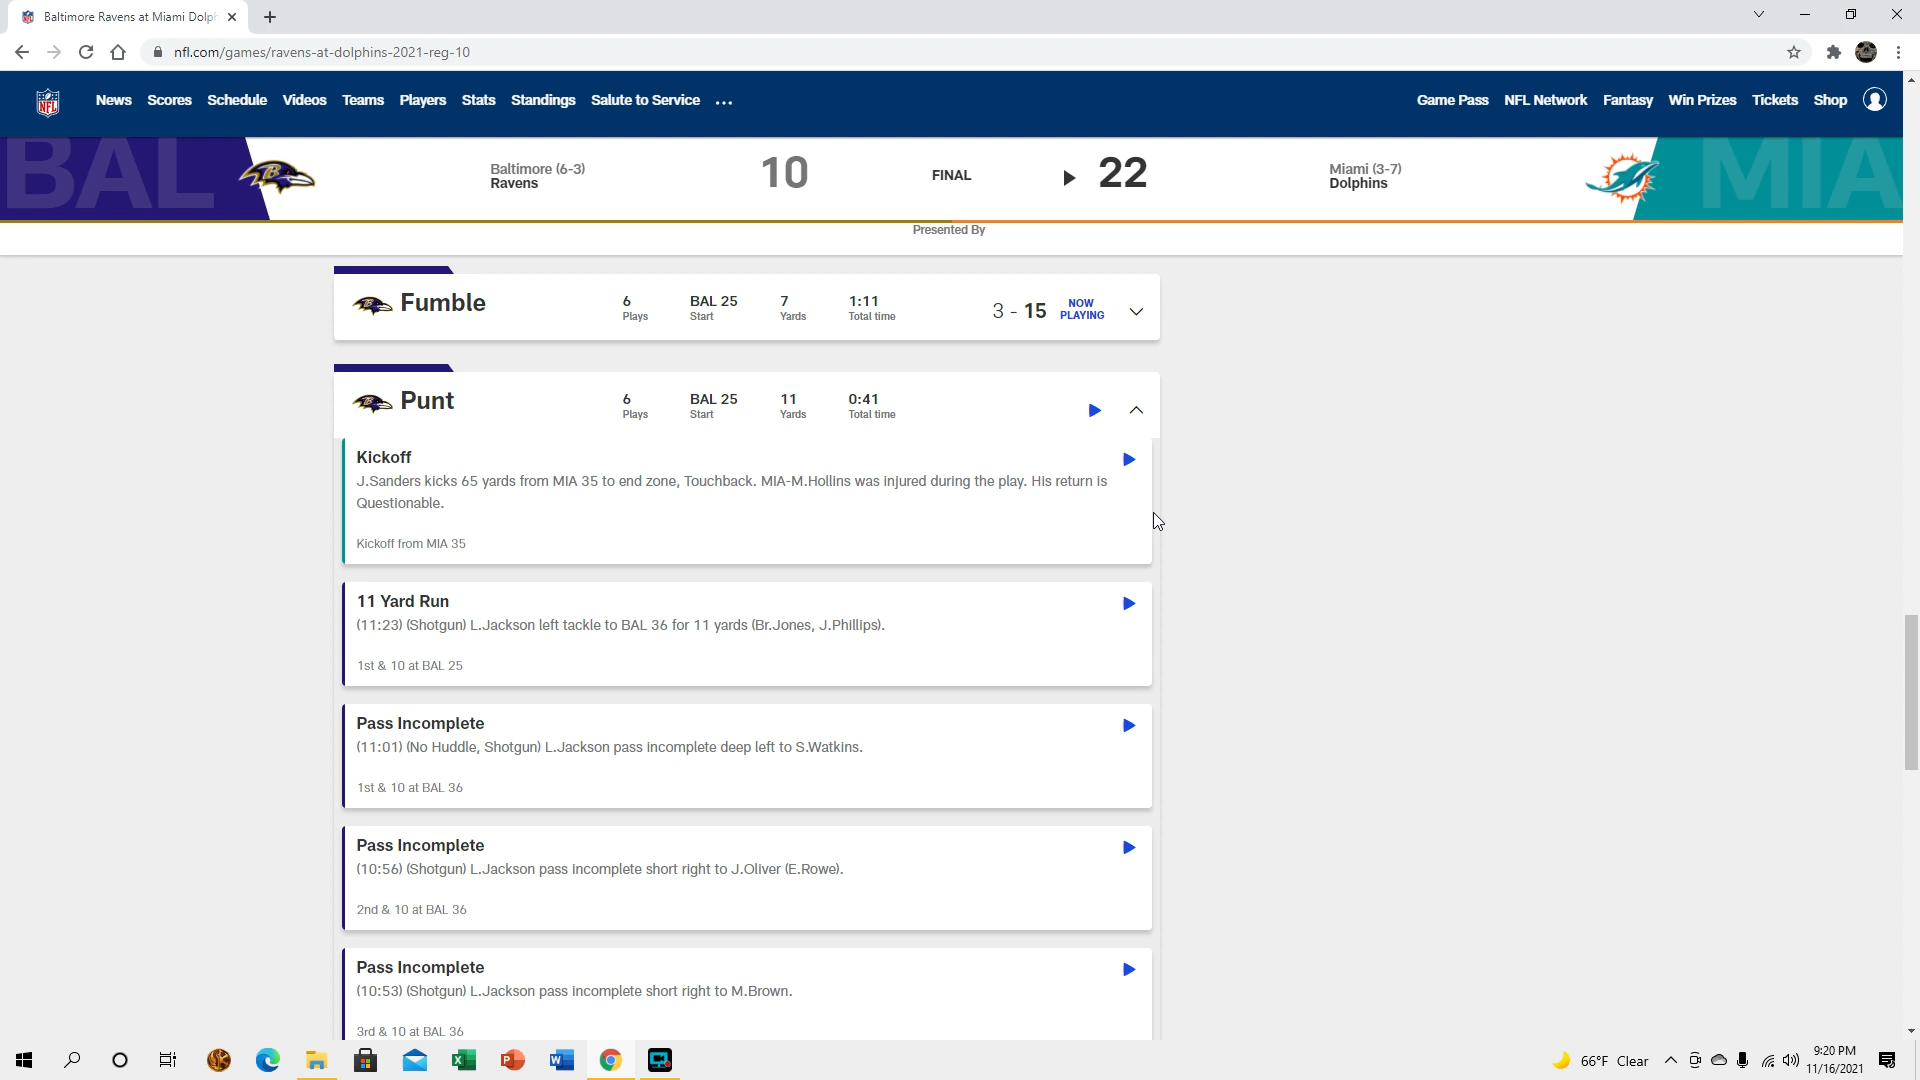 Baltimore Ravens at Miami Dolph
nfl.com/games/ravens-at-dolphins-2021-reg-10
NFL News Scores Schedule Videos Teams Players Stats Standings Salute to Service ... Game Pass NFL Network Fantasy Win Prizes Tickets Shop
BAL Baltimore (6-3) 10 FINAL 22 Miami (3-7) MIA
Ravens Dolphins
Presented By
Fumble 6 BAL 25 7 1:11 3 - 15 NOW PLAYING
Plays Start Yards Total time
Punt 6 BAL 25 11 0:41
Plays Start Yards Total time
Kickoff
J.Sanders kicks 65 yards from MIA 35 to end zone, Touchback. MIA-M.Hollins was injured during the play. His return is
Questionable.
Kickoff from MIA 35
11 Yard Run
(11:23) (Shotgun) L.Jackson left tackle to BAL 36 for 11 yards (Br.Jones, J.Phillips).
1st & 10 at BAL 25
Pass Incomplete
(11:01) (No Huddle, Shotgun) L.Jackson pass incomplete deep left to S.Watkins.
1st & 10 at BAL 36
Pass Incomplete
(10:56) (Shotgun) L.Jackson pass incomplete short right to J.Oliver (E.Rowe).
2nd & 10 at BAL 36
Pass Incomplete
(10:53) (Shotgun) L.Jackson pass incomplete short right to M.Brown.
3rd & 10 at BAL 36
66°F Clear 9:20 PM
11/16/2021